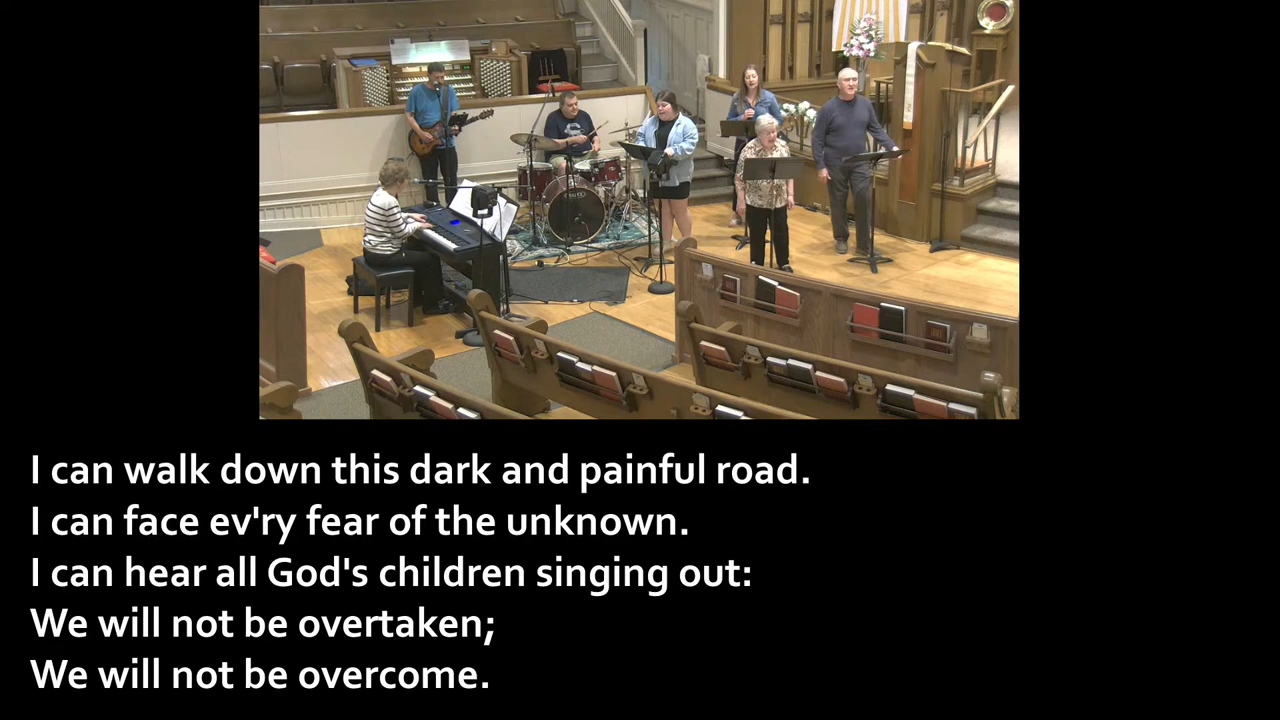 I can walk down this dark and painful road.
I can face ev'ry fear of the unknown.
I can hear all God's children singing out:
We will not be overtaken;
We will not be overcome.